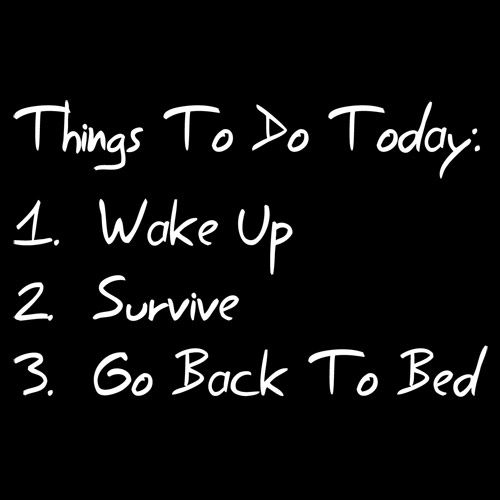 Things To Do Today:
1. Wake Up
2. Survive
3. Go Back To Bed